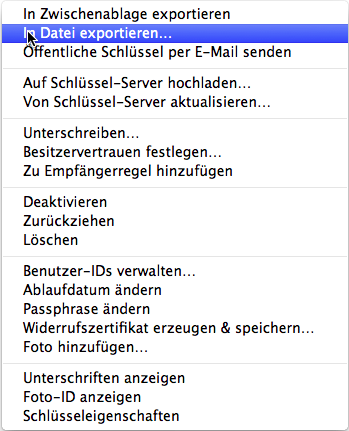 In Zwischenablage exportieren
In Datei exportieren...
Öffentliche Schlüssel per E-Mail senden
Auf Schlüssel-Server hochladen...
Von Schlüssel-Server aktualisieren...
Unterschreiben...
Besitzervertrauen festlegen...
Zu Empfängerregel hinzufügen
Deaktivieren
Zurückziehen
Löschen
Benutzer-IDs verwalten...
Ablaufdatum ändern
Passphrase ändern
Widerrufszertifikat erzeugen & speichern...
Foto hinzufügen...
Unterschriften anzeigen
Foto-ID anzeigen
Schlüsseleigenschaften